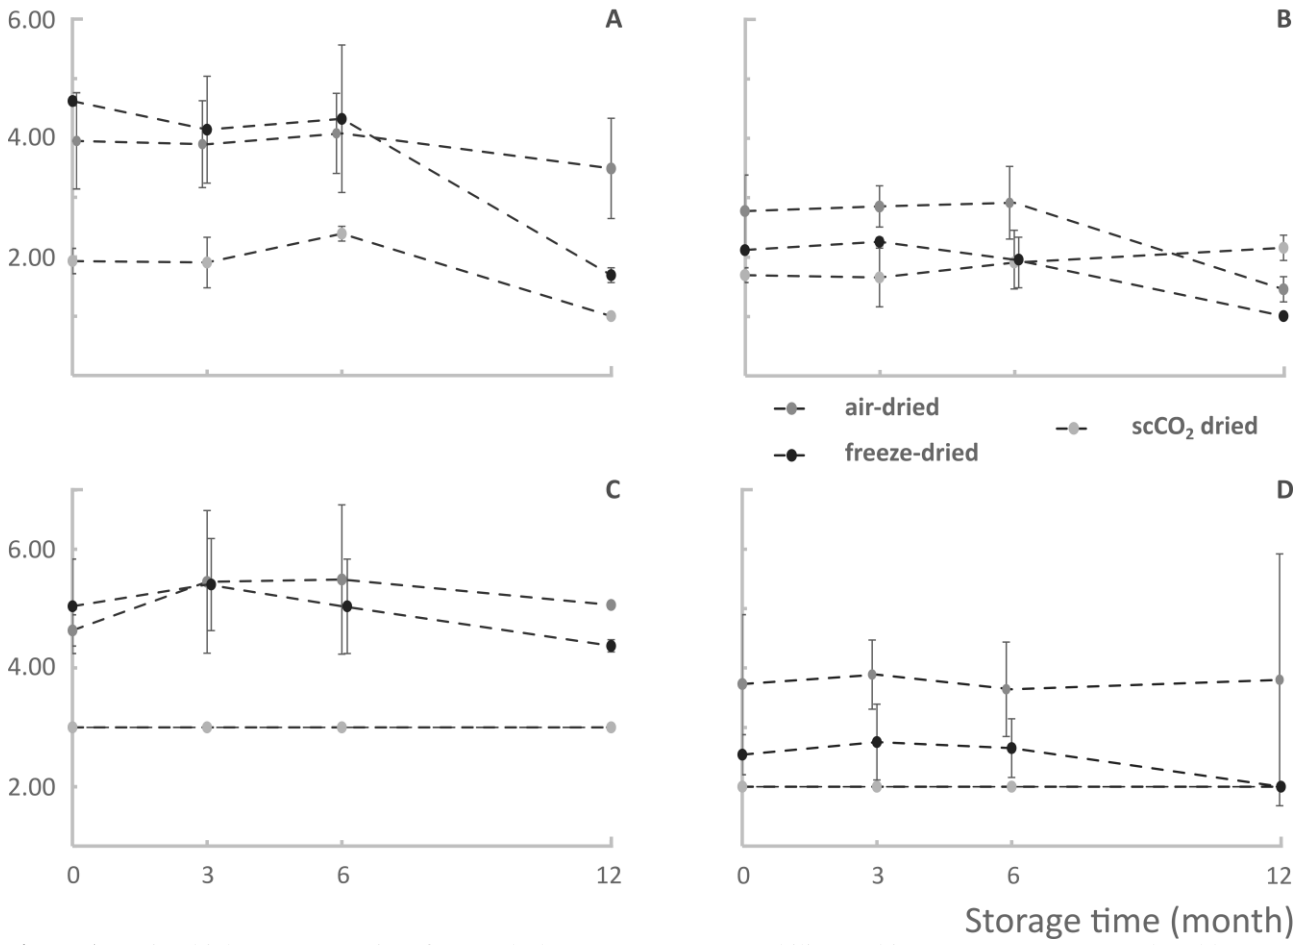 6.00
A
B
4.00
2.00
air-dried
scCO₂ dried
freeze-dried
C
D
6.00
4.00
2.00
0 3 6 12 0 3 6 12
Storage time (month)